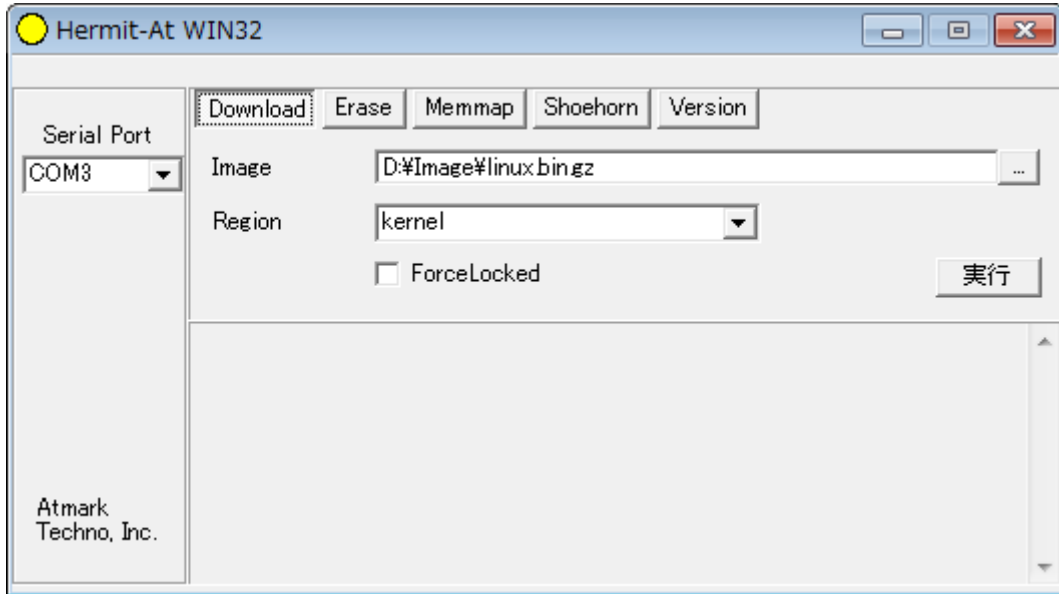 Hermit-At WIN32
Download Erase Memmap Shoehorn Version
Serial Port
COM3
Image D:¥Image¥linux.bin.gz ...
Region kernel
ForceLocked
実行
Atmark
Techno, Inc.